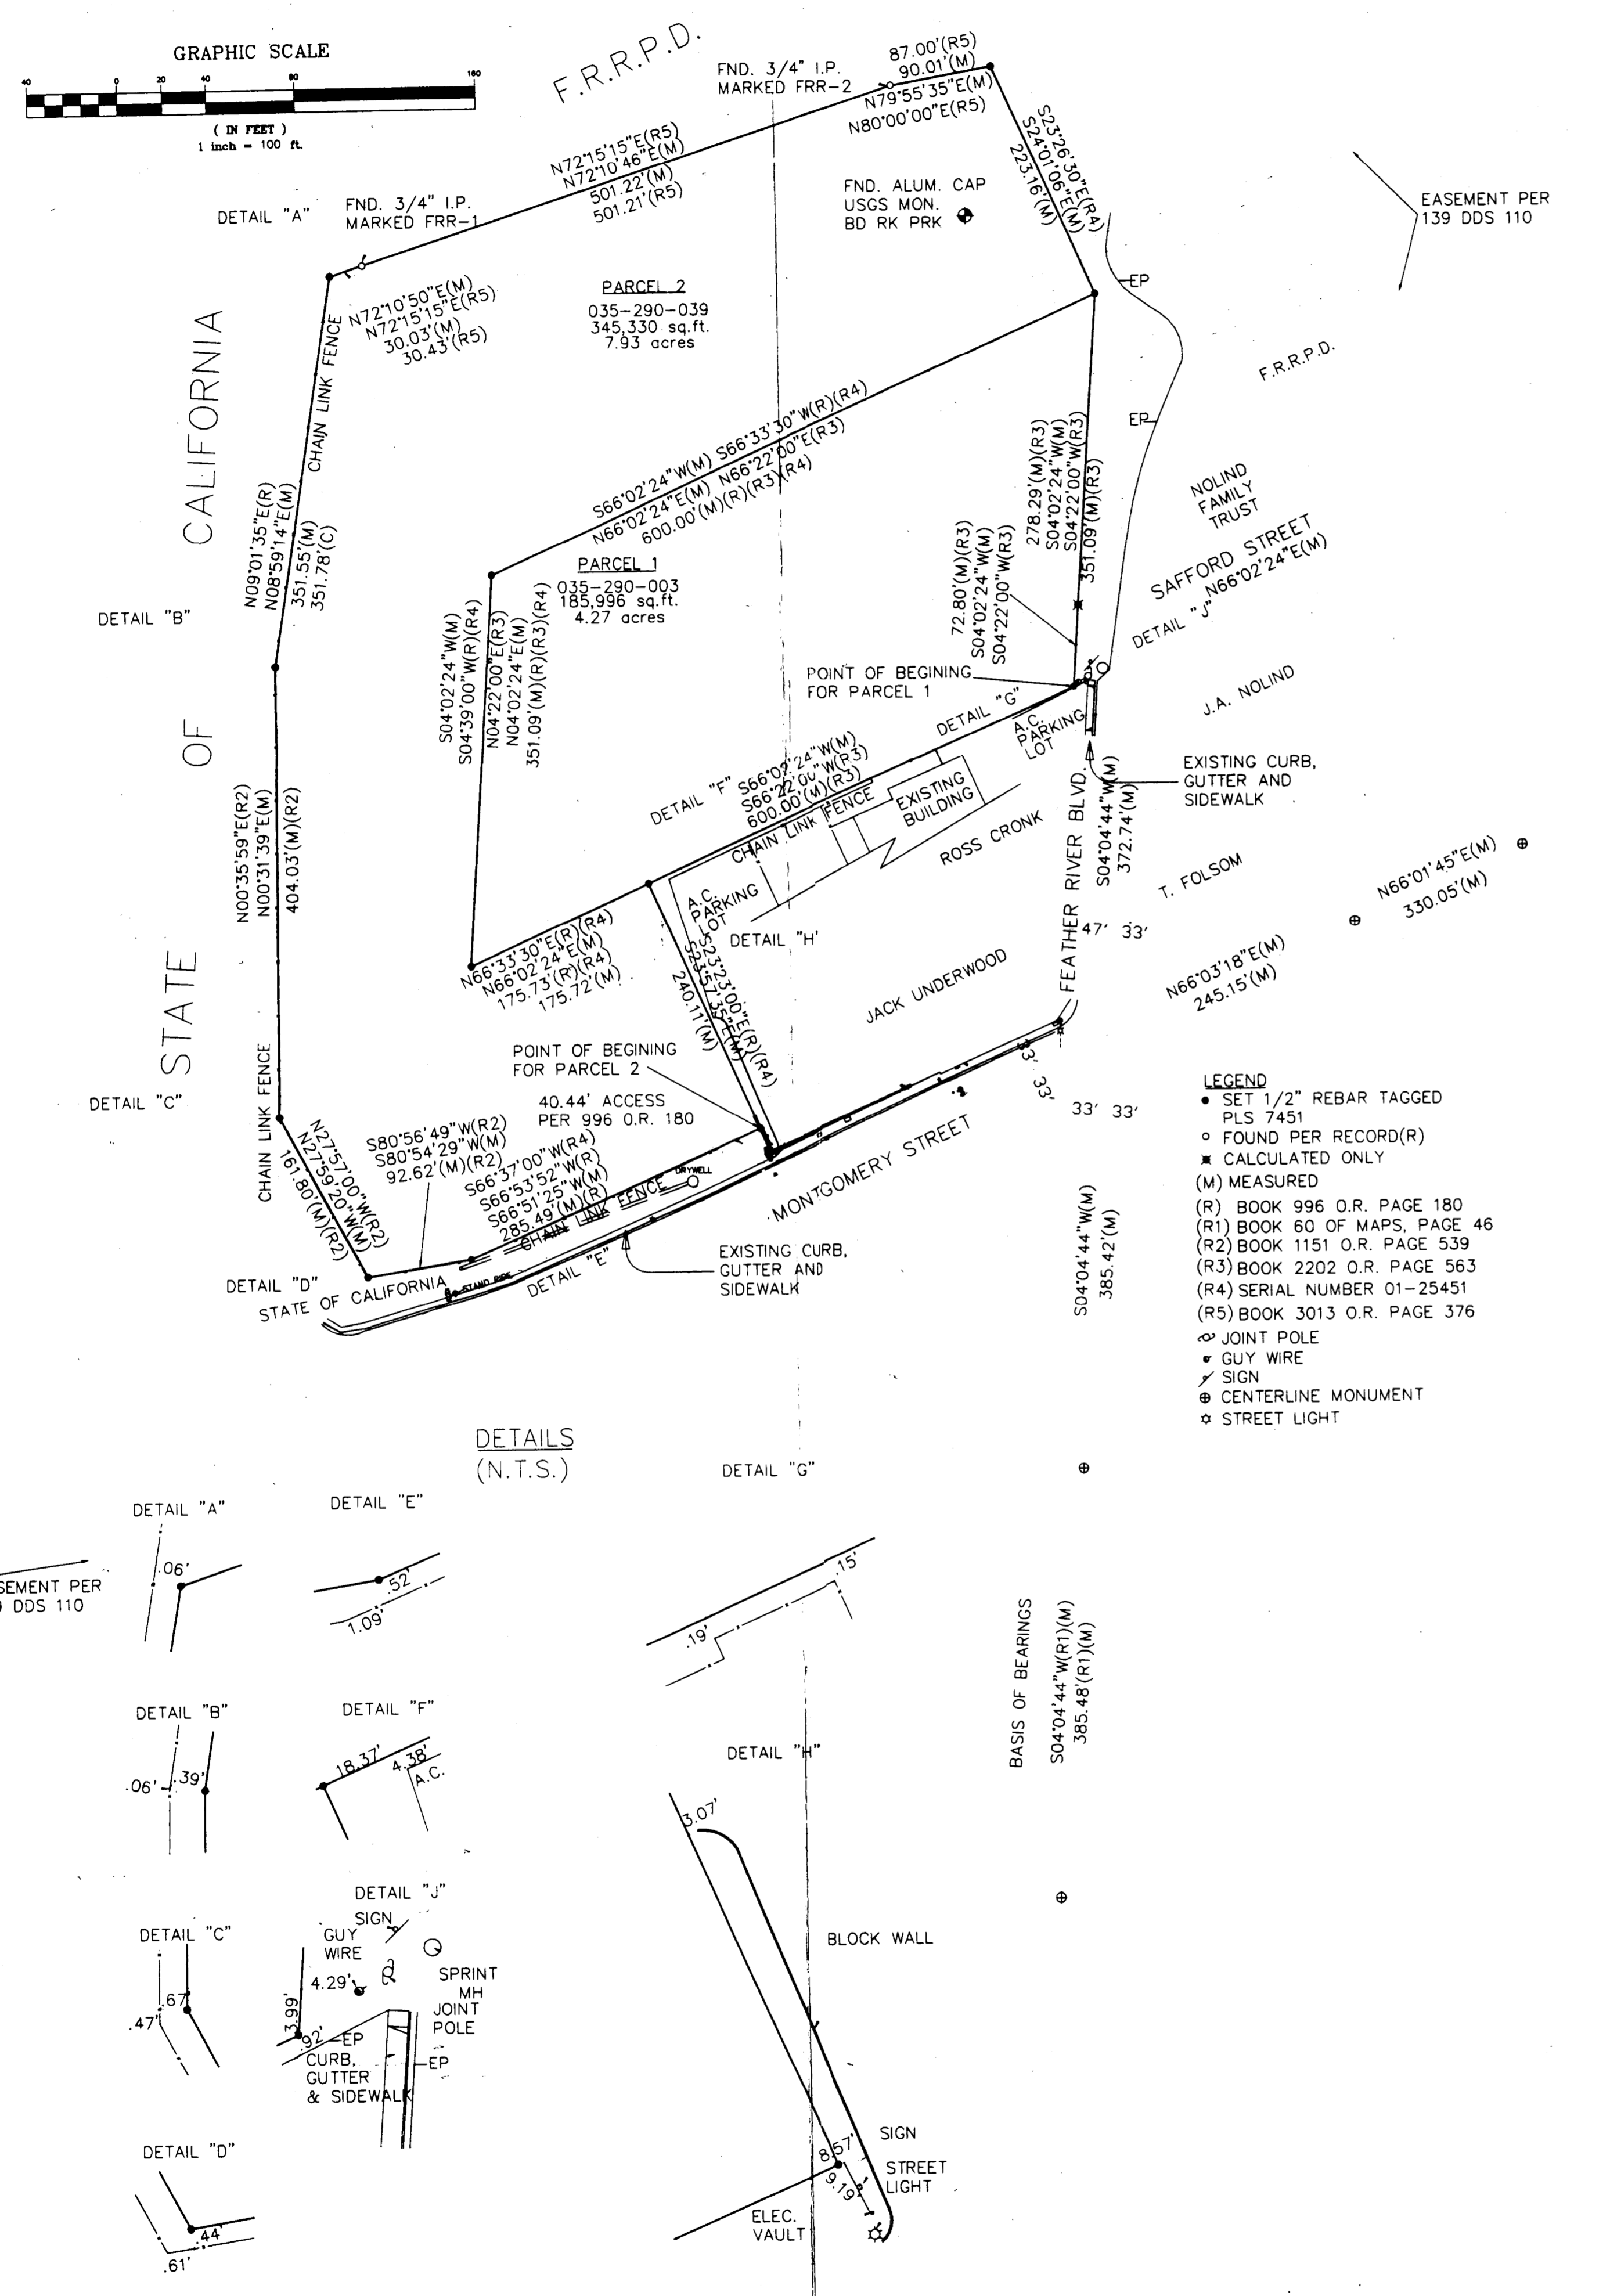 GRAPHIC SCALE
40 0 20 40 80 160
( IN FEET )
1 inch = 100 ft.
F.R.R.P.D.
FND. 3/4" I.P.
MARKED FRR-2
87.00'(R5)
90.01'(M)
N79°55'35"E(M)
N80°00'00"E(R5)
N72°15'15"E(R5)
N72°10'46"E(M)
501.22'(M)
501.21'(R5)
S23°26'30"E(R4)
S24°01'06"E(M)
223.16'(M)
FND. ALUM. CAP
USGS MON.
BD RK PRK
EASEMENT PER
139 DDS 110
DETAIL "A"
FND. 3/4" I.P.
MARKED FRR-1
N72°10'50"E(M)
N72°15'15"E(R5)
30.03'(M)
30.43'(R5)
PARCEL 2
035-290-039
345,330 sq.ft.
7.93 acres
EP
F.R.R.P.D.
EP
STATE OF CALIFORNIA
CHAIN LINK FENCE
N09°01'35"E(R)
N08°59'14"E(M)
351.55'(M)
351.78'(C)
S66°02'24"W(M) S66°33'30"W(R)(R4)
N66°02'24"E(M) N66°22'00"E(R3)
600.00'(M)(R)(R3)(R4)
278.29'(M)(R3)
S04°02'24"W(M)
S04°22'00"W(R3)
351.09'(M)(R3)
NOLIND
FAMILY
TRUST
SAFFORD STREET
N66°02'24"E(M)
DETAIL "J"
72.80'(M)(R3)
S04°02'24"W(M)
S04°22'00"W(R3)
PARCEL 1
035-290-003
185,996 sq.ft.
4.27 acres
DETAIL "B"
S04°02'24"W(M)
S04°39'00"W(R)(R4)
N04°22'00"E(R3)
N04°02'24"E(M)
351.09'(M)(R)(R3)(R4)
POINT OF BEGINING
FOR PARCEL 1
DETAIL "G"
A.C.
PARKING
LOT
J.A. NOLIND
EXISTING CURB,
GUTTER AND
SIDEWALK
DETAIL "F"
S66°02'24"W(M)
S66°22'00"W(R3)
600.00'(M)(R3)
CHAIN LINK FENCE
EXISTING
BUILDING
ROSS CRONK
FEATHER RIVER BLVD.
S04°04'44"W(M)
372.74'(M)
T. FOLSOM
N66°01'45"E(M)
330.05'(M)
N00°35'59"E(R2)
N00°31'39"E(M)
404.03'(M)(R2)
A.C.
PARKING
LOT
DETAIL "H'
47' 33'
N66°33'30"E(R)(R4)
N66°02'24"E(M)
175.73'(R)(R4)
175.72'(M)
S23°23'00"E(R)(R4)
S23°57'35"E(M)
240.11'(M)
JACK UNDERWOOD
N66°03'18"E(M)
245.15'(M)
POINT OF BEGINING
FOR PARCEL 2
40.44' ACCESS
PER 996 O.R. 180
33' 33'
33' 33'
DETAIL "C"
CHAIN LINK FENCE
N27°57'00"W(R2)
N27°59'20"W(M)
161.80'(M)(R2)
S80°56'49"W(R2)
S80°54'29"W(M)
92.62'(M)(R2)
S66°37'00"W(R4)
S66°53'52"W(R)
S66°51'25"W(M)
285.49'(M)(R)
CHAIN LINK FENCE
DRYWELL
MONTGOMERY STREET
DETAIL "D"
STATE OF CALIFORNIA
STAND PIPE
DETAIL "E"
EXISTING CURB,
GUTTER AND
SIDEWALK
S04°04'44"W(M)
385.42'(M)
LEGEND
SET 1/2" REBAR TAGGED
PLS 7451
FOUND PER RECORD(R)
CALCULATED ONLY
(M) MEASURED
(R) BOOK 996 O.R. PAGE 180
(R1) BOOK 60 OF MAPS, PAGE 46
(R2) BOOK 1151 O.R. PAGE 539
(R3) BOOK 2202 O.R. PAGE 563
(R4) SERIAL NUMBER 01-25451
(R5) BOOK 3013 O.R. PAGE 376
JOINT POLE
GUY WIRE
SIGN
CENTERLINE MONUMENT
STREET LIGHT
DETAILS
(N.T.S.)
DETAIL "A"
.06'
SEMENT PER
DDS 110
DETAIL "E"
.52'
1.09'
DETAIL "G"
.15'
.19'
BASIS OF BEARINGS
S04°04'44"W(R1)(M)
385.48'(R1)(M)
DETAIL "B"
.06' .39'
DETAIL "F"
18.37' 4.38'
A.C.
DETAIL "H"
3.07'
BLOCK WALL
8.57'
9.19'
SIGN
STREET
LIGHT
ELEC.
VAULT
DETAIL "C"
.67'
.47'
DETAIL "J"
SIGN
GUY
WIRE
4.29'
SPRINT
MH
JOINT
POLE
3.99'
.92'
EP
CURB,
GUTTER
& SIDEWALK
EP
DETAIL "D"
.44'
.61'